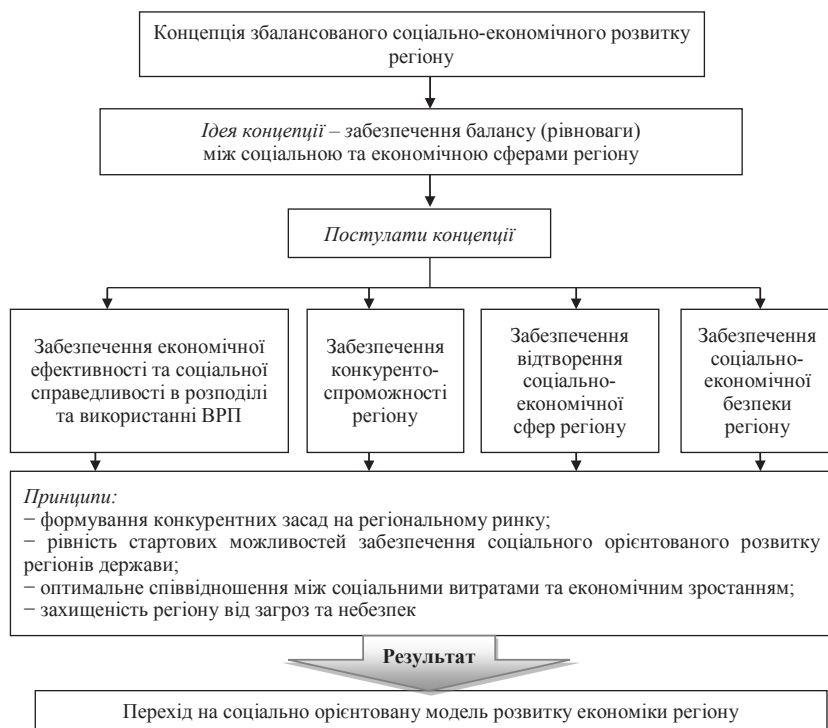 Концепція збалансованого соціально-економічного розвитку
регіону
Ідея концепції – забезпечення балансу (рівноваги)
між соціальною та економічною сферами регіону
Постулати концепції
Забезпечення економічної
ефективності та соціальної
справедливості в розподілі
та використанні ВРП
Забезпечення
конкуренто-
спроможності
регіону
Забезпечення
відтворення
соціально-
економічної
сфер регіону
Забезпечення
соціально-
економічної
безпеки
регіону
Принципи:
− формування конкурентних засад на регіональному ринку;
− рівність стартових можливостей забезпечення соціального орієнтованого розвитку
регіонів держави;
− оптимальне співвідношення між соціальними витратами та економічним зростанням;
− захищеність регіону від загроз та небезпек
Результат
Перехід на соціально орієнтовану модель розвитку економіки регіону